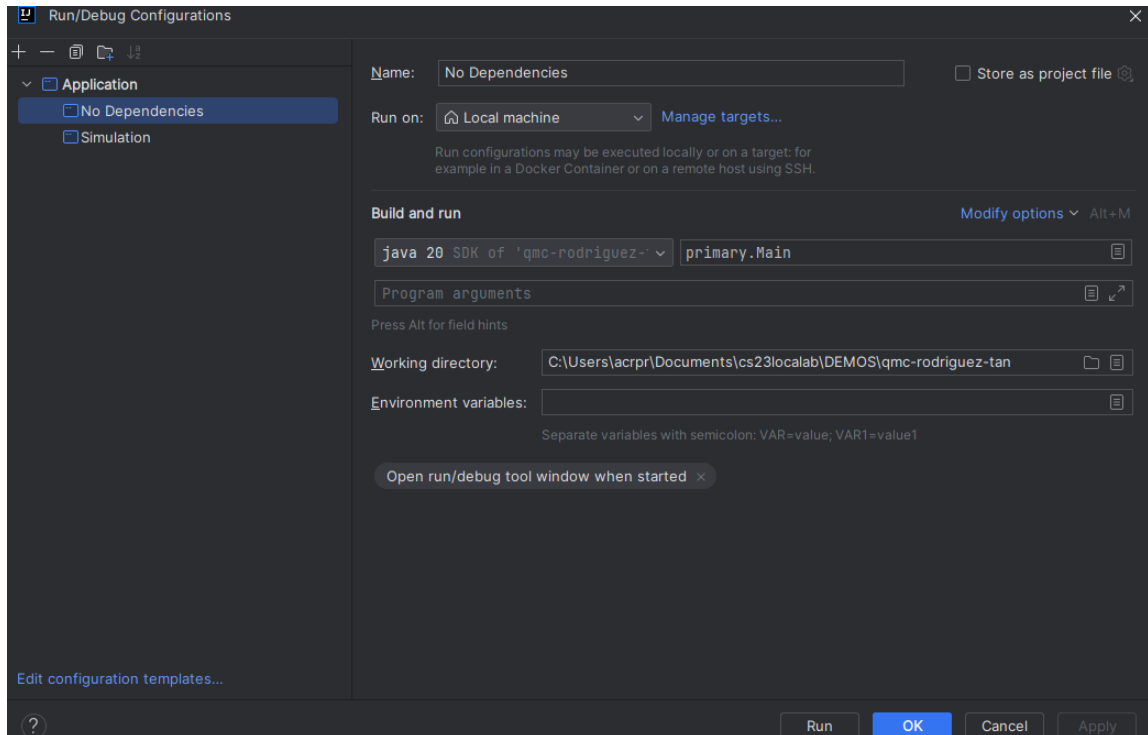 Run/Debug Configurations
Application
No Dependencies
Simulation
Edit configuration templates...
Name: No Dependencies Store as project file
Run on: Local machine Manage targets...
Run configurations may be executed locally or on a target: for
example in a Docker Container or on a remote host using SSH.
Build and run Modify options Alt+M
java 20 SDK of 'qmc-rodriguez- primary.Main
Program arguments
Press Alt for field hints
Working directory: C:\Users\acrpr\Documents\cs23localab\DEMOS\qmc-rodriguez-tan
Environment variables:
Separate variables with semicolon: VAR=value; VAR1=value1
Open run/debug tool window when started ×
? Run OK Cancel Apply